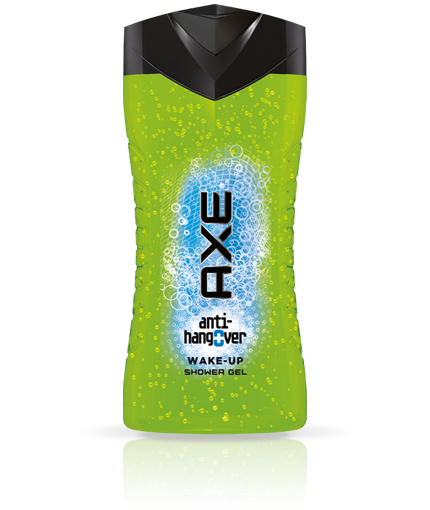 AXE
anti-
hangover
WAKE-UP
SHOWER GEL